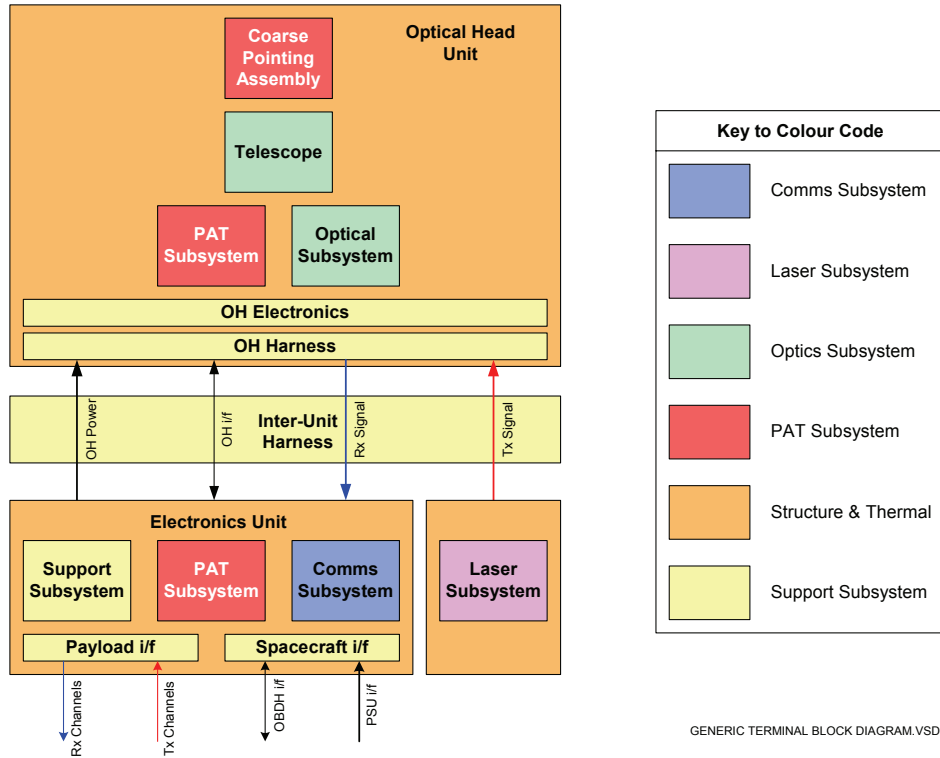 Coarse
Pointing
Assembly
Optical Head
Unit
Telescope
PAT
Subsystem
Optical
Subsystem
OH Electronics
OH Harness
OH Power
OH i/f
Inter-Unit
Harness
Rx Signal
Tx Signal
Electronics Unit
Support
Subsystem
PAT
Subsystem
Comms
Subsystem
Laser
Subsystem
Payload i/f
Spacecraft i/f
Rx Channels
Tx Channels
OBDH i/f
PSU i/f
Key to Colour Code
Comms Subsystem
Laser Subsystem
Optics Subsystem
PAT Subsystem
Structure & Thermal
Support Subsystem
GENERIC TERMINAL BLOCK DIAGRAM.VSD